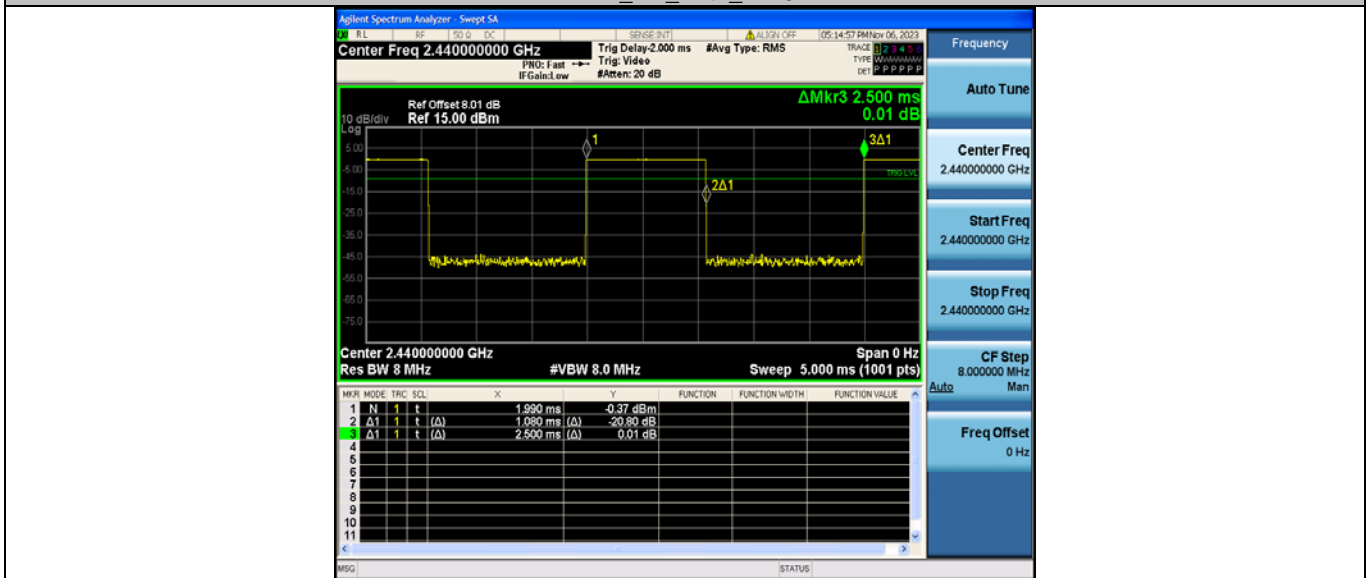 Agilent Spectrum Analyzer - Swept SA
RL RF 50 Ω DC SENSE:INT ALIGN OFF 05:14:57 PM Nov 06, 2023
Center Freq 2.440000000 GHz
PNO: Fast
IFGain:Low
Trig Delay-2.000 ms
Trig: Video
#Atten: 20 dB
#Avg Type: RMS
TRACE 1 2 3 4 5 6
TYPE
DET P P P P P P
Frequency
ΔMkr3 2.500 ms
0.01 dB
Ref Offset 8.01 dB
10 dB/div Ref 15.00 dBm
Log
5.00
-5.00
-15.0
-25.0
-35.0
-45.0
-55.0
-65.0
-75.0
1
2Δ1
3Δ1
TRIG LVL
Center 2.440000000 GHz Span 0 Hz
Res BW 8 MHz #VBW 8.0 MHz Sweep 5.000 ms (1001 pts)
MKR MODE TRC SCL X Y FUNCTION FUNCTION WIDTH FUNCTION VALUE
1 N 1 t 1.990 ms -0.37 dBm
2 Δ1 1 t (Δ) 1.080 ms (Δ) -20.80 dB
3 Δ1 1 t (Δ) 2.500 ms (Δ) 0.01 dB
4
5
6
7
8
9
10
11
MSG STATUS
Auto Tune
Center Freq
2.440000000 GHz
Start Freq
2.440000000 GHz
Stop Freq
2.440000000 GHz
CF Step
8.000000 MHz
Auto Man
Freq Offset
0 Hz